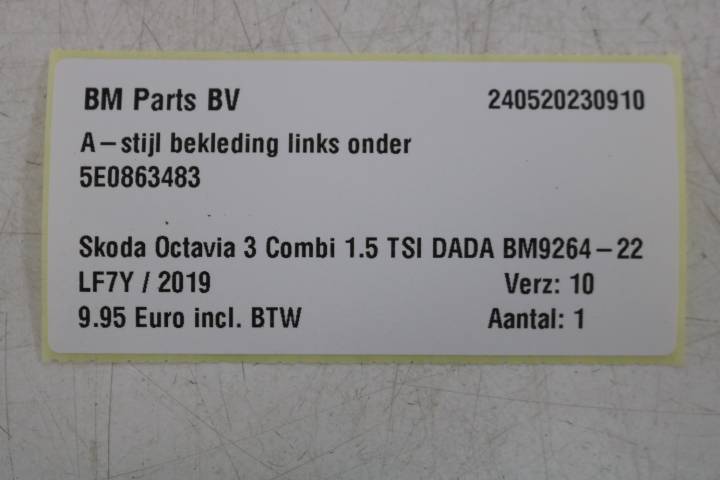 BM Parts BV 240520230910
A-stijl bekleding links onder
5E0863483
Skoda Octavia 3 Combi 1.5 TSI DADA BM9264-22
LF7Y / 2019 Verz: 10
9.95 Euro incl. BTW Aantal: 1